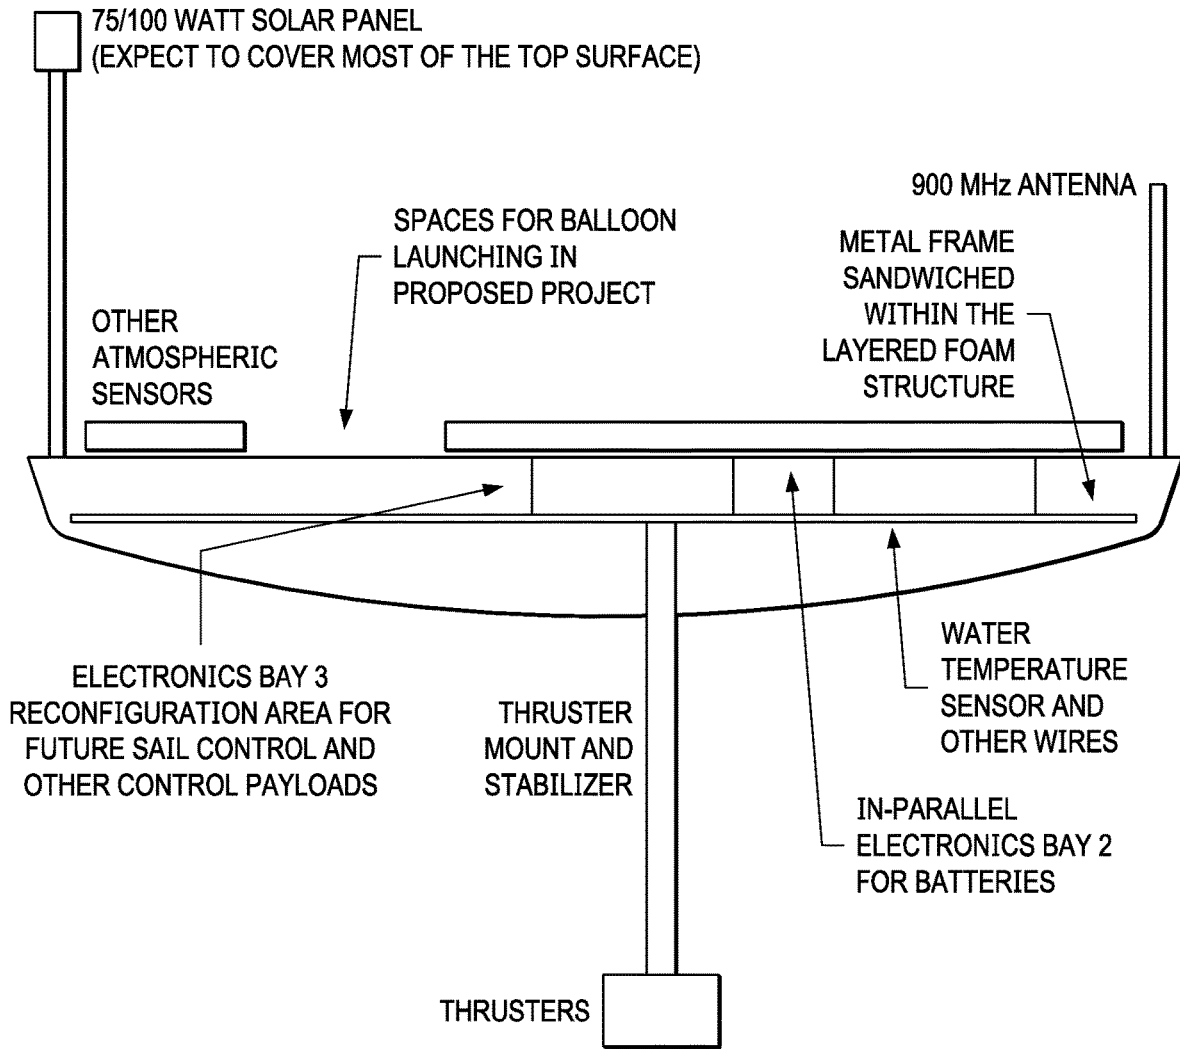 75/100 WATT SOLAR PANEL
(EXPECT TO COVER MOST OF THE TOP SURFACE)
900 MHz ANTENNA
SPACES FOR BALLOON
LAUNCHING IN
PROPOSED PROJECT
METAL FRAME
SANDWICHED
WITHIN THE
LAYERED FOAM
STRUCTURE
OTHER
ATMOSPHERIC
SENSORS
ELECTRONICS BAY 3
RECONFIGURATION AREA FOR
FUTURE SAIL CONTROL AND
OTHER CONTROL PAYLOADS
THRUSTER
MOUNT AND
STABILIZER
WATER
TEMPERATURE
SENSOR AND
OTHER WIRES
IN-PARALLEL
ELECTRONICS BAY 2
FOR BATTERIES
THRUSTERS